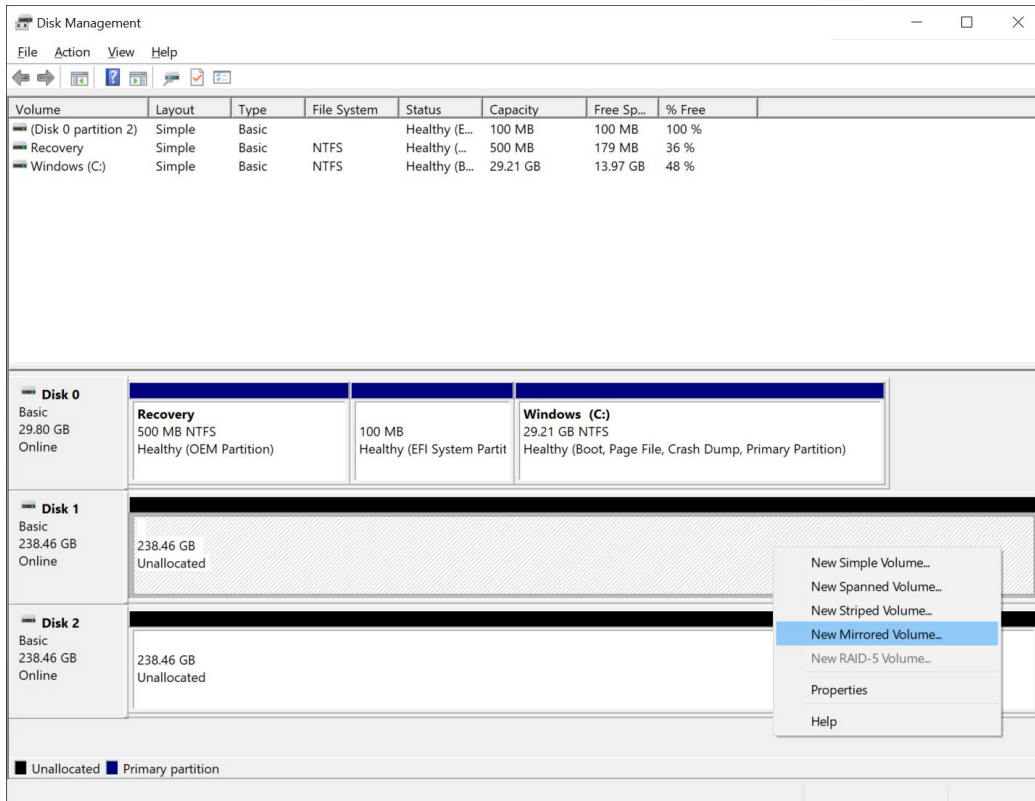 Disk Management
File Action View Help
Volume Layout Type File System Status Capacity Free Sp... % Free
(Disk 0 partition 2) Simple Basic Healthy (E... 100 MB 100 MB 100 %
Recovery Simple Basic NTFS Healthy (... 500 MB 179 MB 36 %
Windows (C:) Simple Basic NTFS Healthy (B... 29.21 GB 13.97 GB 48 %
Disk 0
Basic
29.80 GB
Online
Recovery
500 MB NTFS
Healthy (OEM Partition)
100 MB
Healthy (EFI System Partit
Windows (C:)
29.21 GB NTFS
Healthy (Boot, Page File, Crash Dump, Primary Partition)
Disk 1
Basic
238.46 GB
Online
238.46 GB
Unallocated
Disk 2
Basic
238.46 GB
Online
238.46 GB
Unallocated
New Simple Volume...
New Spanned Volume...
New Striped Volume...
New Mirrored Volume...
New RAID-5 Volume...
Properties
Help
Unallocated Primary partition